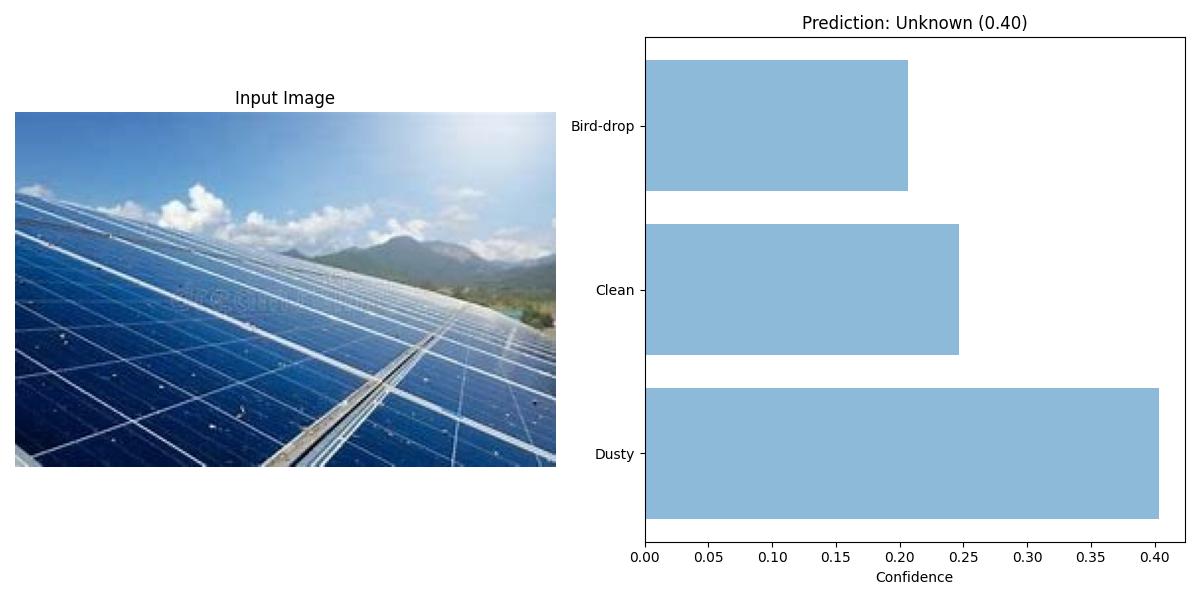 Input Image
Prediction: Unknown (0.40)
Bird-drop
Clean
Dusty
0.00 0.05 0.10 0.15 0.20 0.25 0.30 0.35 0.40
Confidence